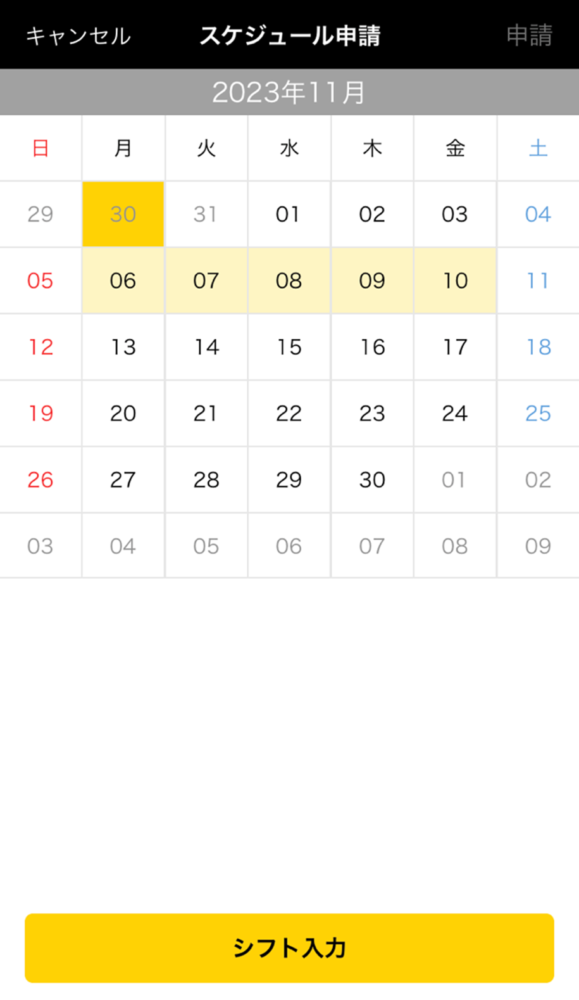 キャンセル スケジュール申請 申請
2023年11月
日 月 火 水 木 金 土
29 30 31 01 02 03 04
05 06 07 08 09 10 11
12 13 14 15 16 17 18
19 20 21 22 23 24 25
26 27 28 29 30 01 02
03 04 05 06 07 08 09
シフト入力